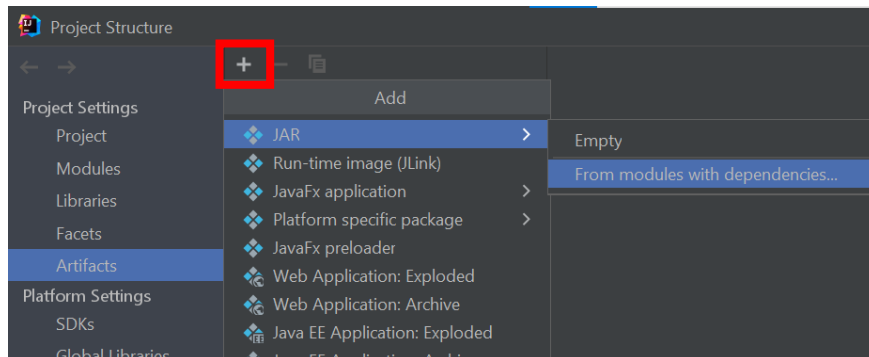 Project Structure
Project Settings
Project
Modules
Libraries
Facets
Artifacts
Platform Settings
SDKs
Global Libraries
Add
JAR
Run-time image (JLink)
JavaFx application
Platform specific package
JavaFx preloader
Web Application: Exploded
Web Application: Archive
Java EE Application: Exploded
Empty
From modules with dependencies...